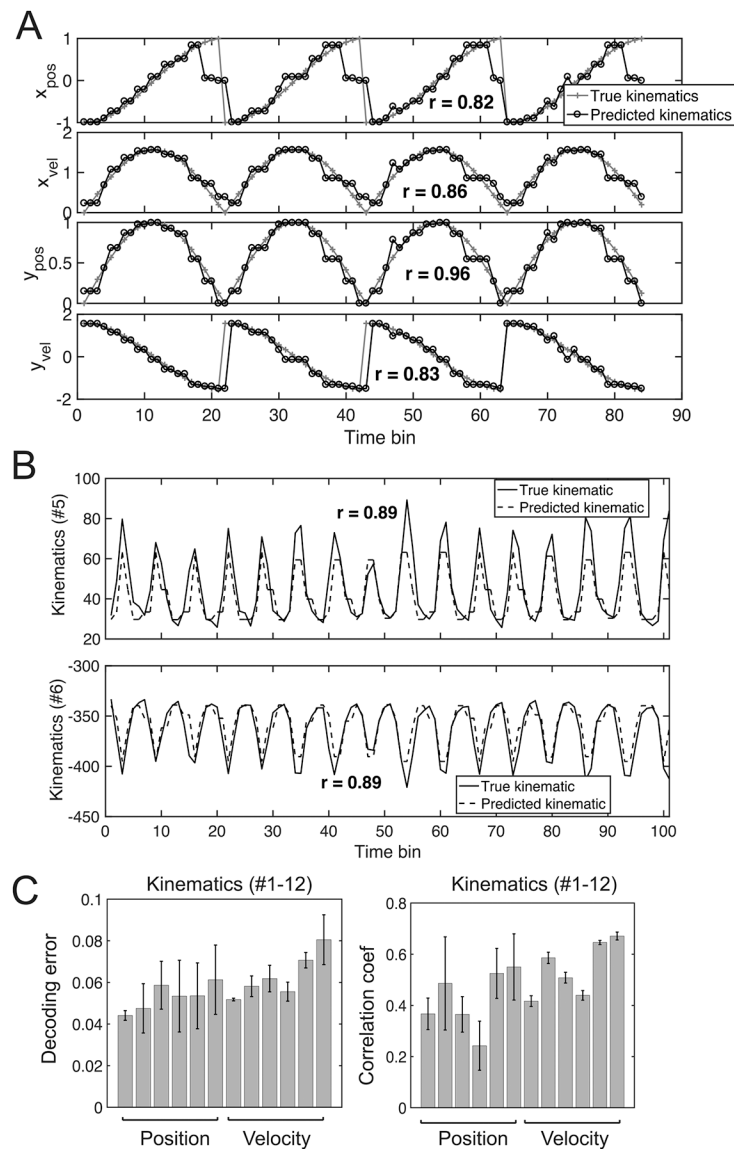 A
1
0
-1
x_pos
r = 0.82
True kinematics
Predicted kinematics
2
1
0
x_vel
r = 0.86
1
0.5
0
y_pos
r = 0.96
2
0
-2
y_vel
r = 0.83
0 10 20 30 40 50 60 70 80 90
Time bin
B
100
80
60
40
20
Kinematics (#5)
r = 0.89
True kinematic
Predicted kinematic
-300
-350
-400
-450
Kinematics (#6)
r = 0.89
True kinematic
Predicted kinematic
0 10 20 30 40 50 60 70 80 90 100
Time bin
C
Kinematics (#1-12)
0.1
0.08
0.06
0.04
0.02
0
Decoding error
Position Velocity
Kinematics (#1-12)
0.8
0.6
0.4
0.2
0
Correlation coef
Position Velocity